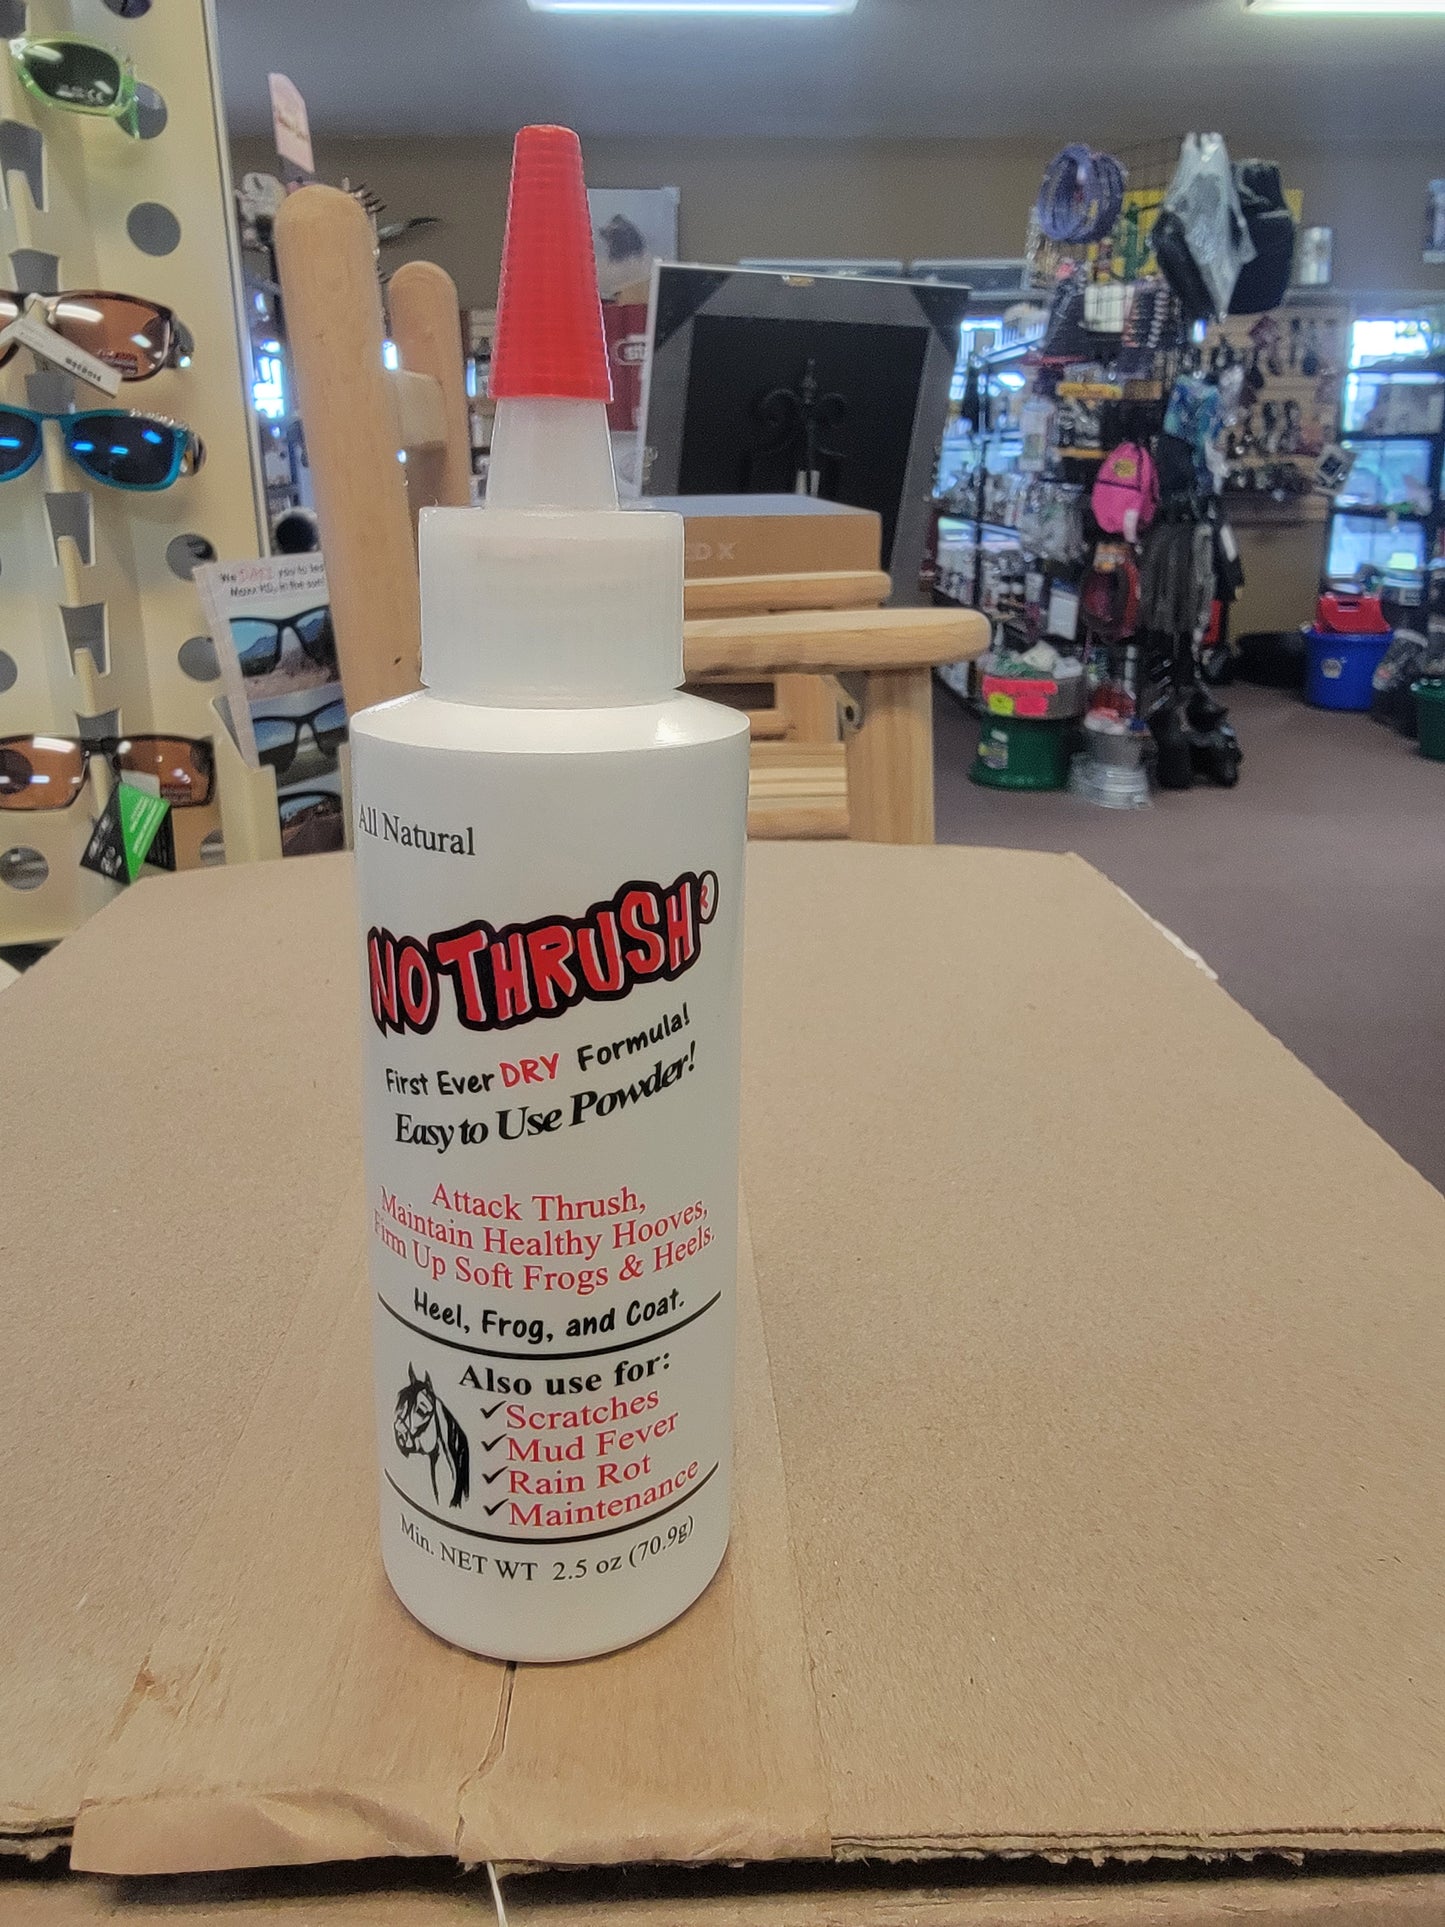 All Natural
NO THRUSH®
First Ever DRY Formula!
Easy to Use Powder!
Attack Thrush,
Maintain Healthy Hooves,
Firm Up Soft Frogs & Heels.
Heel, Frog, and Coat.
Also use for:
✓Scratches
✓Mud Fever
✓Rain Rot
✓Maintenance
Min. NET WT 2.5 oz (70.9g)